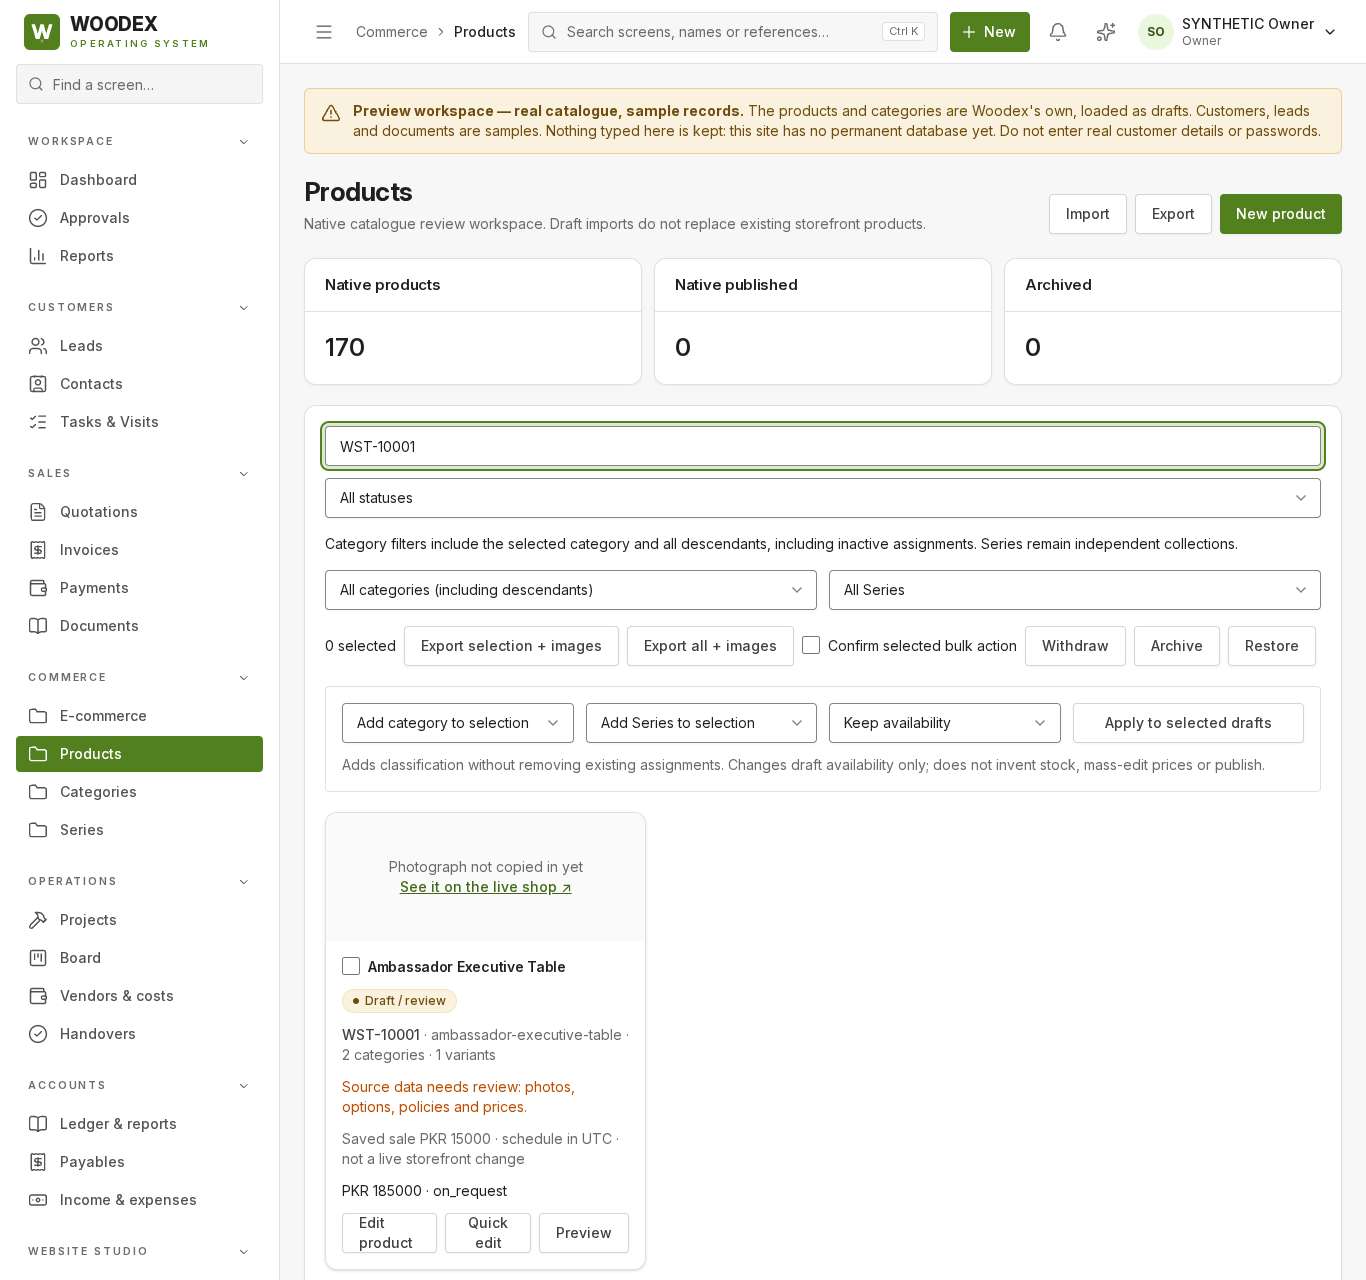 W WOODEX
OPERATING SYSTEM
Find a screen…
WORKSPACE
Dashboard
Approvals
Reports
CUSTOMERS
Leads
Contacts
Tasks & Visits
SALES
Quotations
Invoices
Payments
Documents
COMMERCE
E-commerce
Products
Categories
Series
OPERATIONS
Projects
Board
Vendors & costs
Handovers
ACCOUNTS
Ledger & reports
Payables
Income & expenses
WEBSITE STUDIO
Commerce > Products
Search screens, names or references… Ctrl K
+ New
SO SYNTHETIC Owner
Owner
Preview workspace — real catalogue, sample records. The products and categories are Woodex's own, loaded as drafts. Customers, leads
and documents are samples. Nothing typed here is kept: this site has no permanent database yet. Do not enter real customer details or passwords.
Products
Native catalogue review workspace. Draft imports do not replace existing storefront products.
Import Export New product
Native products Native published Archived
170 0 0
WST-10001
All statuses
Category filters include the selected category and all descendants, including inactive assignments. Series remain independent collections.
All categories (including descendants) All Series
0 selected Export selection + images Export all + images Confirm selected bulk action Withdraw Archive Restore
Add category to selection Add Series to selection Keep availability Apply to selected drafts
Adds classification without removing existing assignments. Changes draft availability only; does not invent stock, mass-edit prices or publish.
Photograph not copied in yet
See it on the live shop ↗
Ambassador Executive Table
Draft / review
WST-10001 · ambassador-executive-table ·
2 categories · 1 variants
Source data needs review: photos,
options, policies and prices.
Saved sale PKR 15000 · schedule in UTC ·
not a live storefront change
PKR 185000 · on_request
Edit product Quick edit Preview